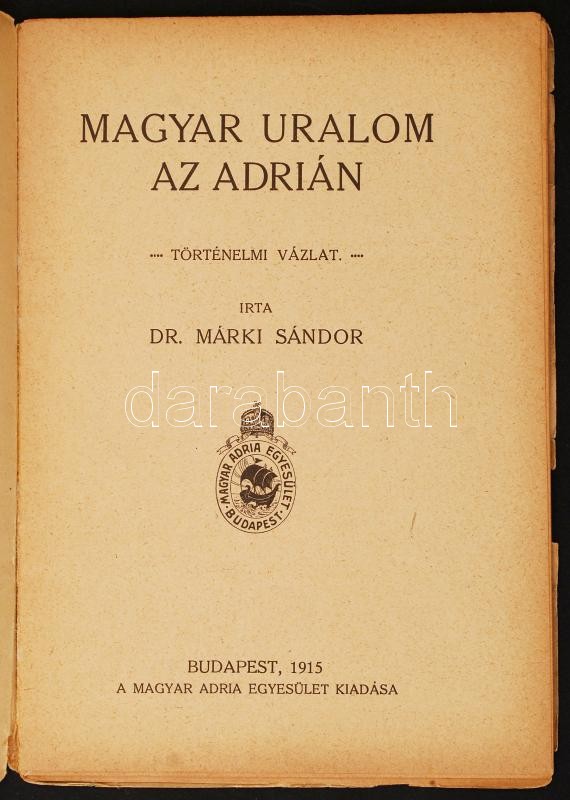 MAGYAR URALOM
AZ ADRIÁN
TÖRTÉNELMI VÁZLAT.
IRTA
DR. MÁRKI SÁNDOR
darabanth
MAGYAR ADRIA EGYESÜLET
BUDAPEST
BUDAPEST, 1915
A MAGYAR ADRIA EGYESÜLET KIADÁSA